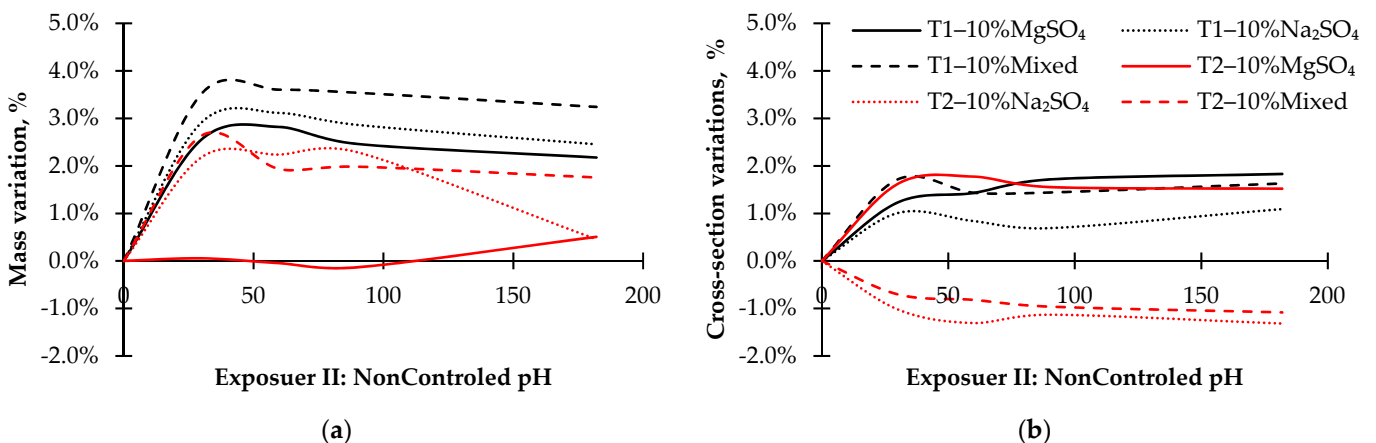 Mass variation, %
5.0%
4.0%
3.0%
2.0%
1.0%
0.0%
-1.0%
-2.0%
0
50
100
150
200
Exposuer II: NonControled pH
(a)
Cross-section variations, %
5.0%
4.0%
3.0%
2.0%
1.0%
0.0%
-1.0%
-2.0%
T1–10%MgSO₄
T1–10%Na₂SO₄
T1–10%Mixed
T2–10%MgSO₄
T2–10%Na₂SO₄
T2–10%Mixed
0
50
100
150
200
Exposuer II: NonControled pH
(b)